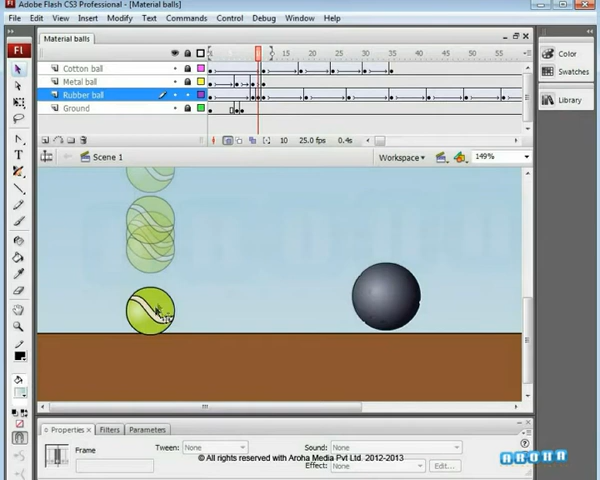 Adobe Flash CS3 Professional - [Material balls]
File Edit View Insert Modify Text Commands Control Debug Window Help
Material balls
Fl
5 15 20 25 30 35 40 45 50 55
Cotton ball
Metal ball
Rubber ball
Ground
10 25.0 fps 0.4s
Scene 1 Workspace 149%
Color
Swatches
Library
Properties Filters Parameters
Frame Tween: None Sound: None
© All rights reserved with Aroha Media Pvt Ltd. 2012-2013
Effect: None Edit...
AROHA